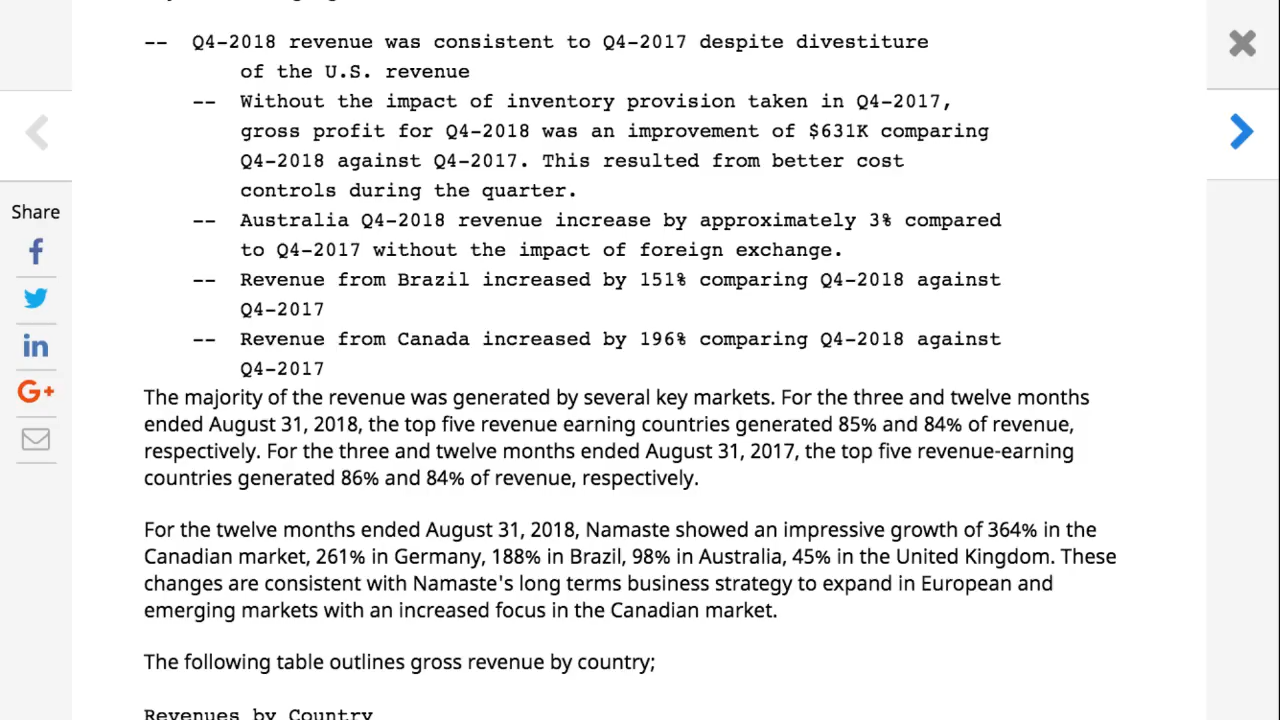 -- Q4-2018 revenue was consistent to Q4-2017 despite divestiture
of the U.S. revenue
-- Without the impact of inventory provision taken in Q4-2017,
gross profit for Q4-2018 was an improvement of $631K comparing
Q4-2018 against Q4-2017. This resulted from better cost
controls during the quarter.
-- Australia Q4-2018 revenue increase by approximately 3% compared
to Q4-2017 without the impact of foreign exchange.
-- Revenue from Brazil increased by 151% comparing Q4-2018 against
Q4-2017
-- Revenue from Canada increased by 196% comparing Q4-2018 against
Q4-2017
The majority of the revenue was generated by several key markets. For the three and twelve months
ended August 31, 2018, the top five revenue earning countries generated 85% and 84% of revenue,
respectively. For the three and twelve months ended August 31, 2017, the top five revenue-earning
countries generated 86% and 84% of revenue, respectively.
For the twelve months ended August 31, 2018, Namaste showed an impressive growth of 364% in the
Canadian market, 261% in Germany, 188% in Brazil, 98% in Australia, 45% in the United Kingdom. These
changes are consistent with Namaste's long terms business strategy to expand in European and
emerging markets with an increased focus in the Canadian market.
The following table outlines gross revenue by country;
Revenues by Country
Share
f
in
G+